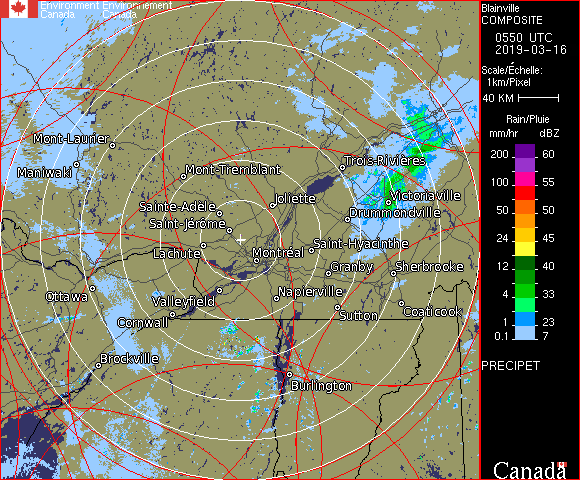 Environment Environnement
Canada Canada
Blainville
COMPOSITE
0550 UTC
2019-03-16
Scale/Échelle:
1km/Pixel
40 KM
Rain/Pluie
mm/hr dBZ
200 60
100 55
50 50
24 45
12 40
4 33
1 23
0.1 7
PRECIPET
Canada
Mont-Laurier
Maniwaki
Mont-Tremblant
Trois-Rivières
Sainte-Adèle
Joliette
Victoriaville
Saint-Jérôme
Drummondville
Lachute
Montréal
Saint-Hyacinthe
Granby
Sherbrooke
Ottawa
Valleyfield
Napierville
Cornwall
Sutton
Coaticook
Brockville
Burlington